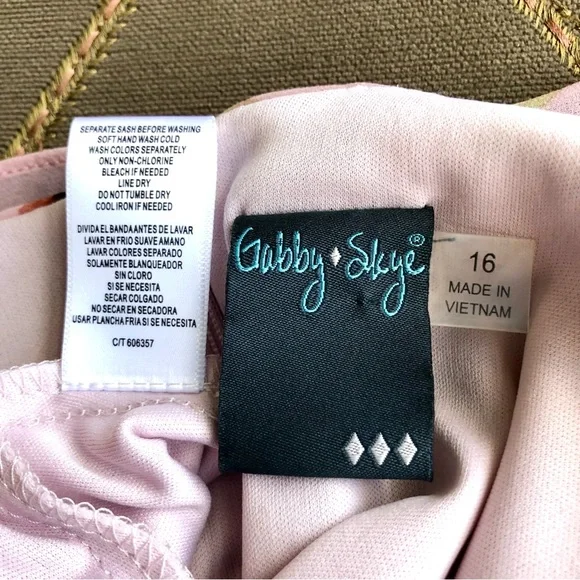 SEPARATE SASH BEFORE WASHING
SOFT HAND WASH COLD
WASH COLORS SEPARATELY
ONLY NON-CHLORINE
BLEACH IF NEEDED
LINE DRY
DO NOT TUMBLE DRY
COOL IRON IF NEEDED
DIVIDA EL BANDA ANTES DE LAVAR
LAVAR EN FRIO SUAVE A MANO
LAVAR COLORES SEPARADO
SOLAMENTE BLANQUEADOR
SIN CLORO
SI SE NECESITA
SECAR COLGADO
NO SECAR EN SECADORA
USAR PLANCHA FRIA SI SE NECESITA
C/T 606357
Gabby Skye®
16
MADE IN
VIETNAM